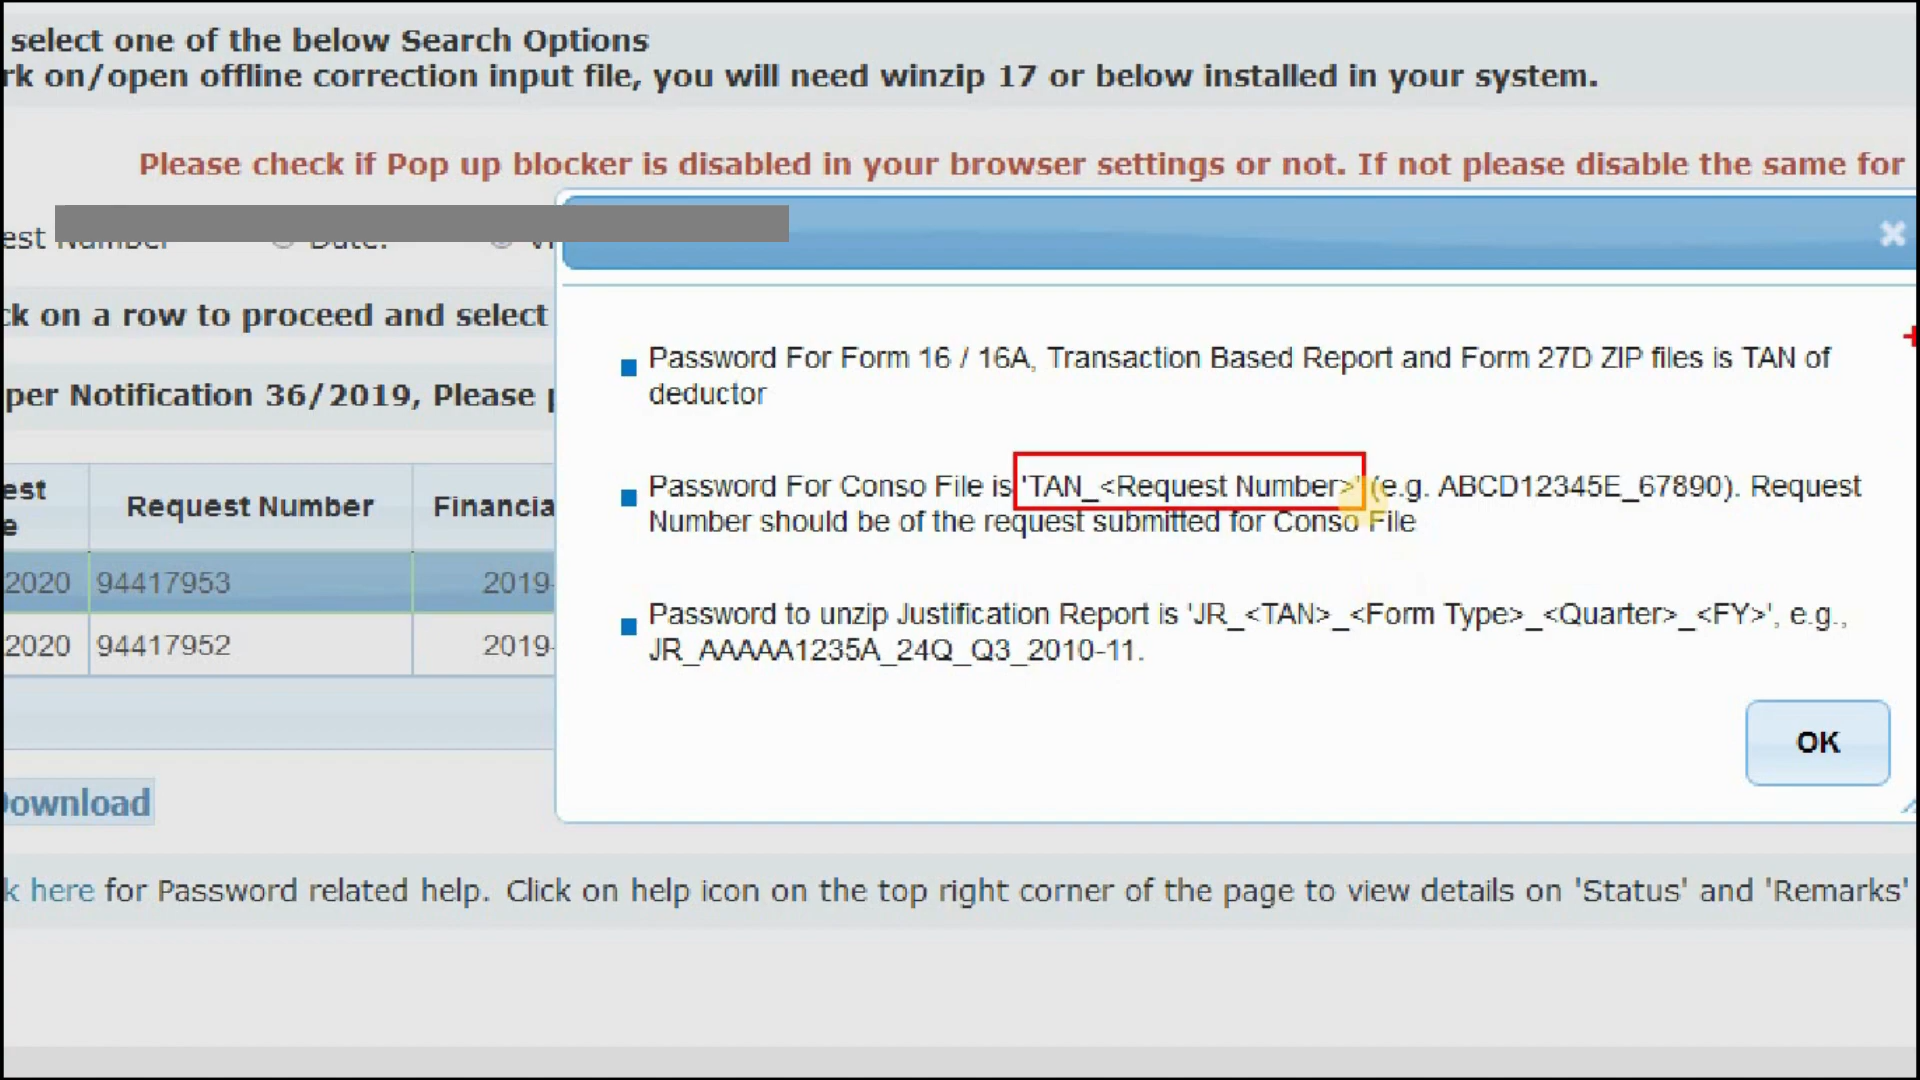 select one of the below Search Options
rk on/open offline correction input file, you will need winzip 17 or below installed in your system.
Please check if Pop up blocker is disabled in your browser settings or not. If not please disable the same for
est Number Date:
ck on a row to proceed and select
per Notification 36/2019, Please
Password For Form 16 / 16A, Transaction Based Report and Form 27D ZIP files is TAN of
deductor
Password For Conso File is 'TAN_<Request Number>' (e.g. ABCD12345E_67890). Request
Number should be of the request submitted for Conso File
Password to unzip Justification Report is 'JR_<TAN>_<Form Type>_<Quarter>_<FY>', e.g.,
JR_AAAAA1235A_24Q_Q3_2010-11.
OK
est
e
Request Number Financia
2020 94417953 2019-
2020 94417952 2019-
Download
k here for Password related help. Click on help icon on the top right corner of the page to view details on 'Status' and 'Remarks'